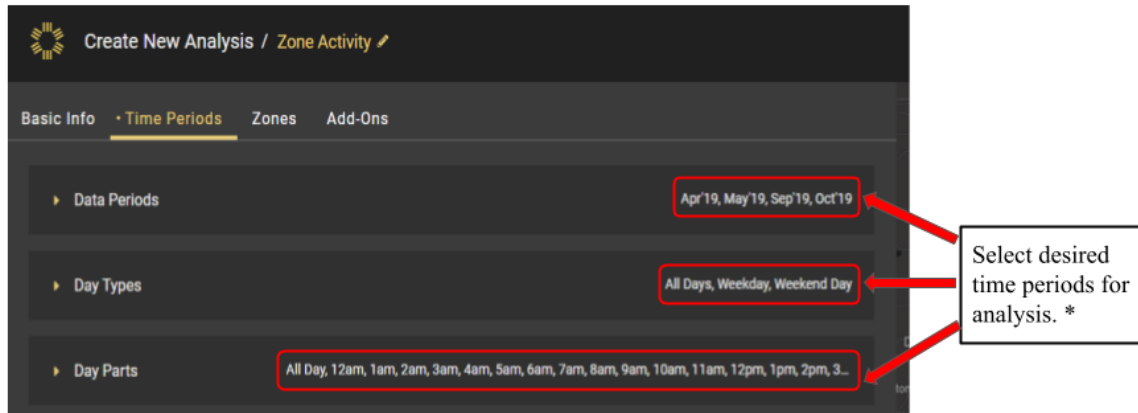 Create New Analysis / Zone Activity
Basic Info • Time Periods Zones Add-Ons
Data Periods Apr'19, May'19, Sep'19, Oct'19
Day Types All Days, Weekday, Weekend Day
Day Parts All Day, 12am, 1am, 2am, 3am, 4am, 5am, 6am, 7am, 8am, 9am, 10am, 11am, 12pm, 1pm, 2pm, 3...
Select desired
time periods for
analysis. *